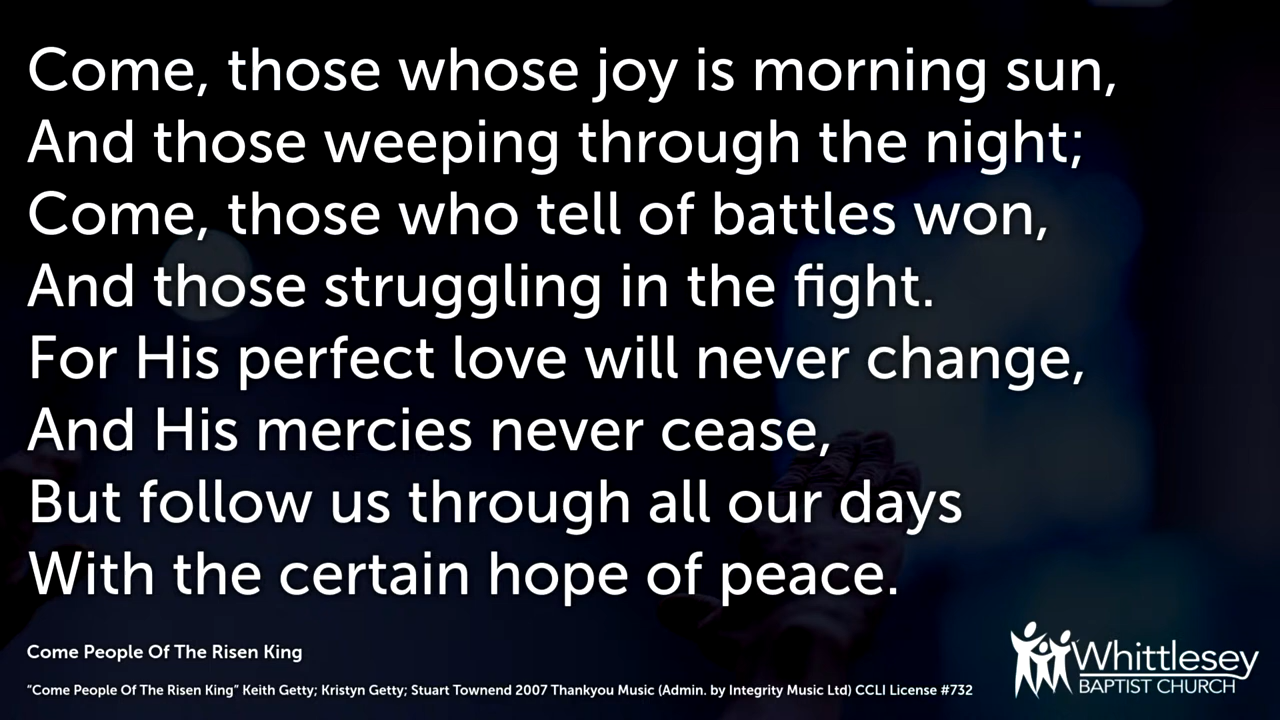 Come, those whose joy is morning sun,
And those weeping through the night;
Come, those who tell of battles won,
And those struggling in the fight.
For His perfect love will never change,
And His mercies never cease,
But follow us through all our days
With the certain hope of peace.
Come People Of The Risen King
“Come People Of The Risen King” Keith Getty; Kristyn Getty; Stuart Townend 2007 Thankyou Music (Admin. by Integrity Music Ltd) CCLI License #732
Whittlesey
BAPTIST CHURCH